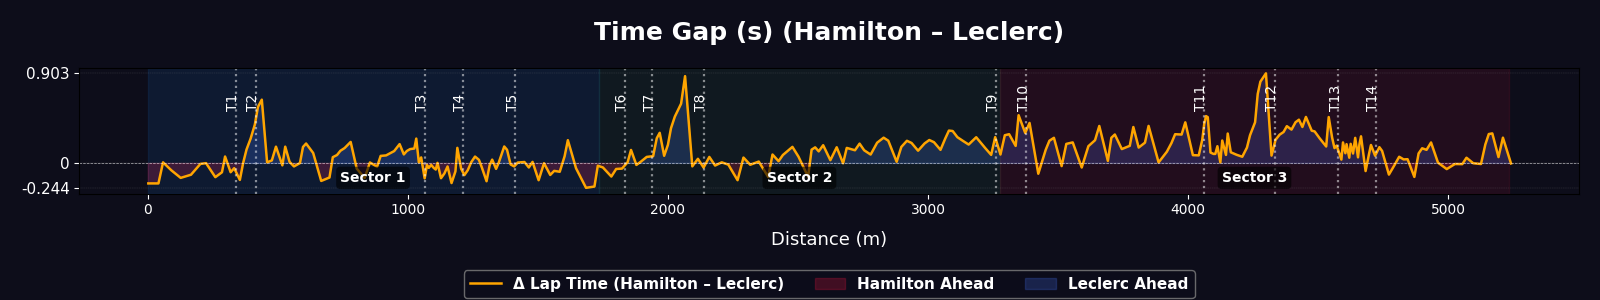 Time Gap (s) (Hamilton – Leclerc)
0.903
0
-0.244
T1
T2
T3
T4
T5
T6
T7
T8
T9
T10
T11
T12
T13
T14
Sector 1
Sector 2
Sector 3
0
1000
2000
3000
4000
5000
Distance (m)
Δ Lap Time (Hamilton – Leclerc)
Hamilton Ahead
Leclerc Ahead